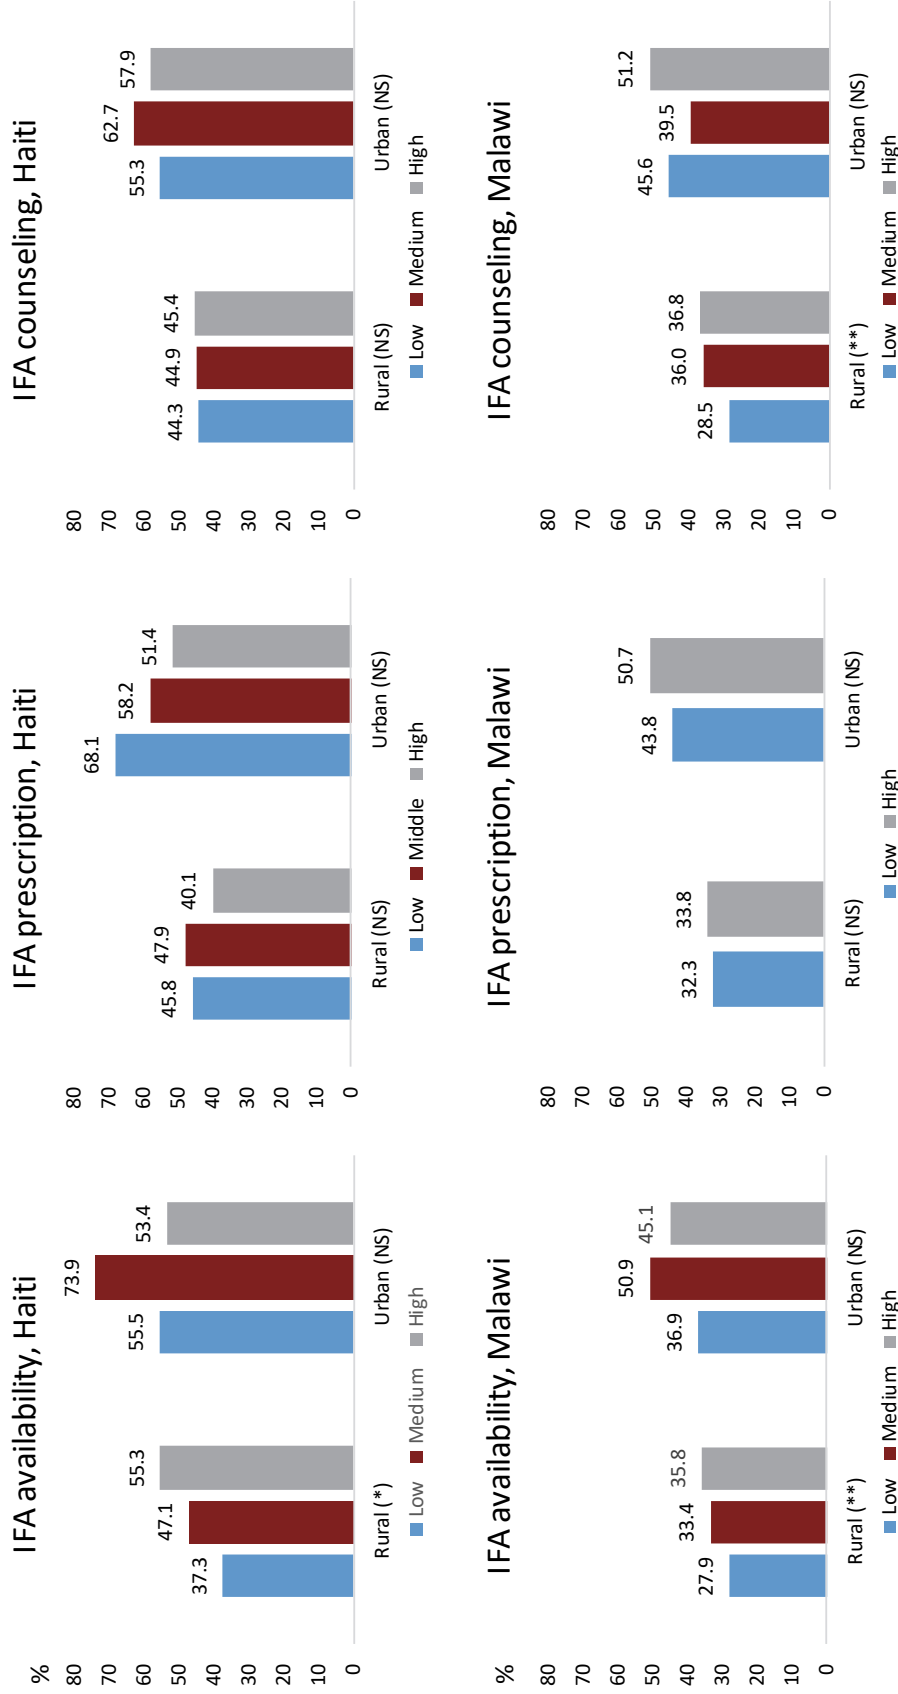 IFA availability, Haiti
%
80
70
60
50
40
30
20
10
0
37.3
47.1
55.3
55.5
73.9
53.4
Rural (*)
Urban (NS)
Low
Medium
High
IFA prescription, Haiti
80
70
60
50
40
30
20
10
0
45.8
47.9
40.1
68.1
58.2
51.4
Rural (NS)
Urban (NS)
Low
Middle
High
IFA counseling, Haiti
80
70
60
50
40
30
20
10
0
44.3
44.9
45.4
55.3
62.7
57.9
Rural (NS)
Urban (NS)
Low
Medium
High
IFA availability, Malawi
%
80
70
60
50
40
30
20
10
0
27.9
33.4
35.8
36.9
50.9
45.1
Rural (**)
Urban (NS)
Low
Medium
High
IFA prescription, Malawi
80
70
60
50
40
30
20
10
0
32.3
33.8
43.8
50.7
Rural (NS)
Urban (NS)
Low
High
IFA counseling, Malawi
80
70
60
50
40
30
20
10
0
28.5
36.0
36.8
45.6
39.5
51.2
Rural (**)
Urban (NS)
Low
Medium
High